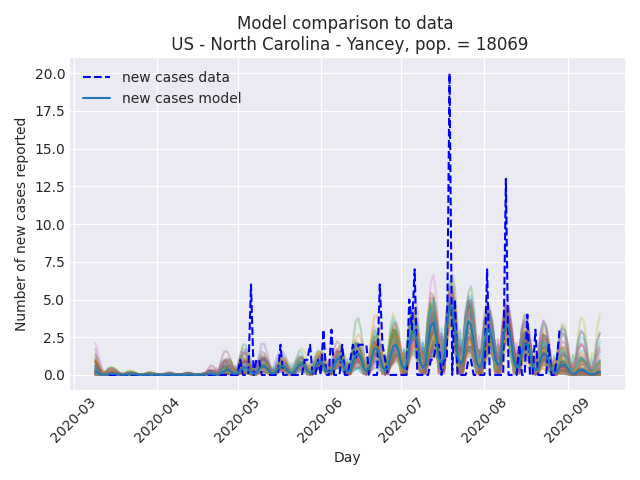 Model comparison to data
US - North Carolina - Yancey, pop. = 18069
new cases data
new cases model
Number of new cases reported
20.0
17.5
15.0
12.5
10.0
7.5
5.0
2.5
0.0
2020-03
2020-04
2020-05
2020-06
2020-07
2020-08
2020-09
Day